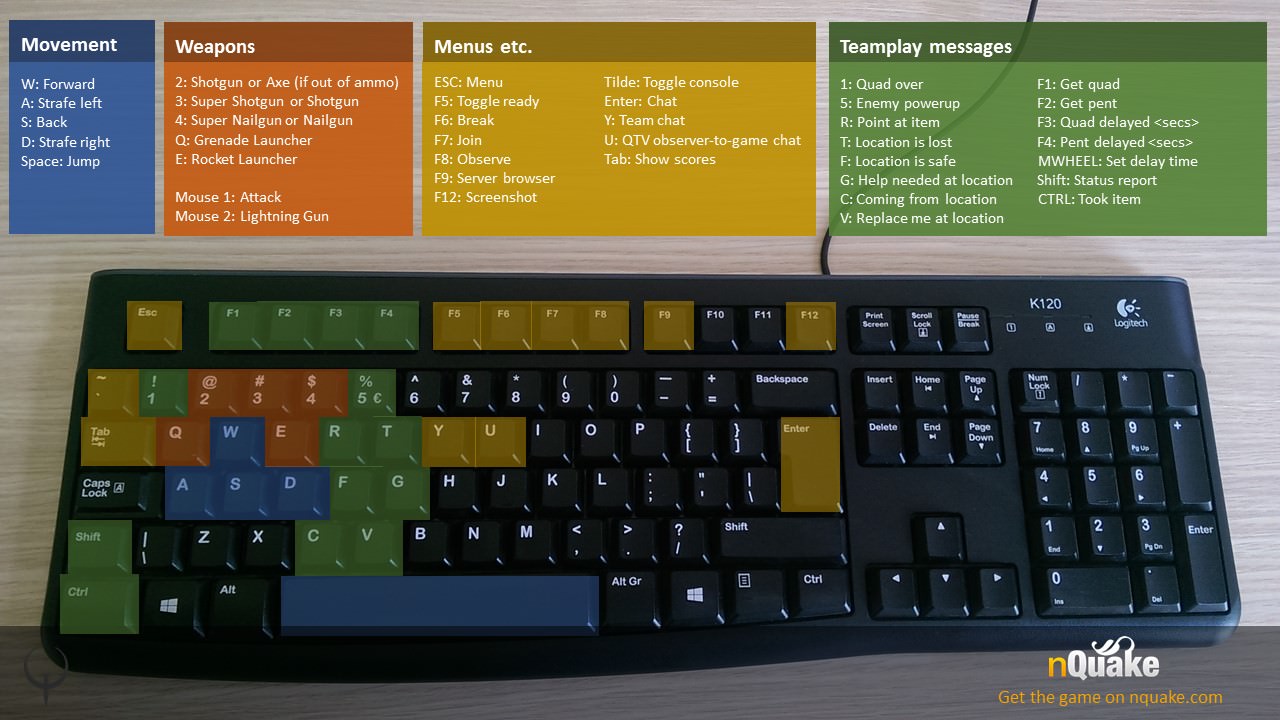 Movement
W: Forward
A: Strafe left
S: Back
D: Strafe right
Space: Jump
Weapons
2: Shotgun or Axe (if out of ammo)
3: Super Shotgun or Shotgun
4: Super Nailgun or Nailgun
Q: Grenade Launcher
E: Rocket Launcher
Mouse 1: Attack
Mouse 2: Lightning Gun
Menus etc.
ESC: Menu
F5: Toggle ready
F6: Break
F7: Join
F8: Observe
F9: Server browser
F12: Screenshot
Tilde: Toggle console
Enter: Chat
Y: Team chat
U: QTV observer-to-game chat
Tab: Show scores
Teamplay messages
1: Quad over
5: Enemy powerup
R: Point at item
T: Location is lost
F: Location is safe
G: Help needed at location
C: Coming from location
V: Replace me at location
F1: Get quad
F2: Get pent
F3: Quad delayed <secs>
F4: Pent delayed <secs>
MWHEEL: Set delay time
Shift: Status report
CTRL: Took item
K120
Logitech
Esc F1 F2 F3 F4 F5 F6 F7 F8 F9 F10 F11 F12 Print Screen Scroll Lock Pause Break
~ ` ! 1 @ 2 # 3 $ 4 % 5 € ^ 6 & 7 * 8 ( 9 ) 0 — - + = Backspace Insert Home Page Up Num Lock / * -
Tab Q W E R T Y U I O P { [ } ] Enter Delete End Page Down 7 Home 8 9 Pg Up +
Caps Lock A A S D F G H J K L : ; " ' | \ 4 5 6
Shift | \ Z X C V B N M < , > . ? / Shift 1 End 2 3 Pg Dn Enter
Ctrl Alt Alt Gr Ctrl 0 Ins . Del
nQuake
Get the game on nquake.com